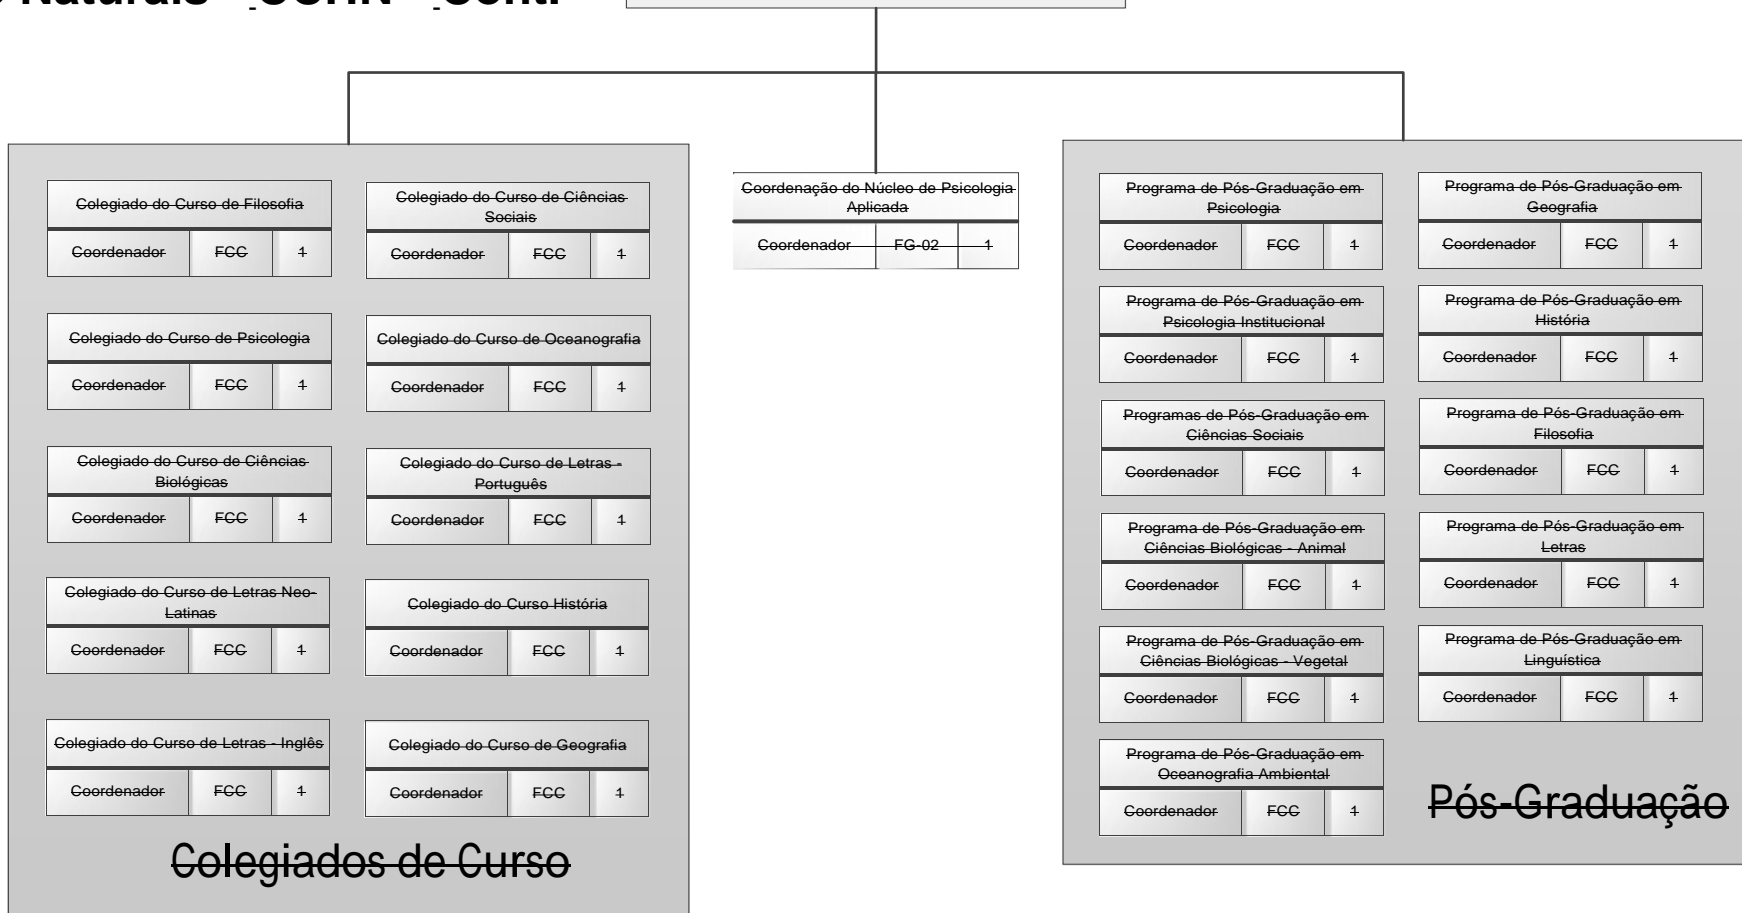 Naturais - CCHN - Cont.
Colegiado do Curso de Filosofia
Coordenador FCC 1
Colegiado do Curso de Ciências
Sociais
Coordenador FCC 1
Colegiado do Curso de Psicologia
Coordenador FCC 1
Colegiado do Curso de Oceanografia
Coordenador FCC 1
Colegiado do Curso de Ciências
Biológicas
Coordenador FCC 1
Colegiado do Curso de Letras -
Português
Coordenador FCC 1
Colegiado do Curso de Letras Neo-
Latinas
Coordenador FCC 1
Colegiado do Curso História
Coordenador FCC 1
Colegiado do Curso de Letras - Inglês
Coordenador FCC 1
Colegiado do Curso de Geografia
Coordenador FCC 1
Colegiados de Curso
Coordenação do Núcleo de Psicologia
Aplicada
Coordenador FG-02 1
Programa de Pós-Graduação em
Psicologia
Coordenador FCC 1
Programa de Pós-Graduação em
Geografia
Coordenador FCC 1
Programa de Pós-Graduação em
Psicologia Institucional
Coordenador FCC 1
Programa de Pós-Graduação em
História
Coordenador FCC 1
Programas de Pós-Graduação em
Ciências Sociais
Coordenador FCC 1
Programa de Pós-Graduação em
Filosofia
Coordenador FCC 1
Programa de Pós-Graduação em
Ciências Biológicas - Animal
Coordenador FCC 1
Programa de Pós-Graduação em
Letras
Coordenador FCC 1
Programa de Pós-Graduação em
Ciências Biológicas - Vegetal
Coordenador FCC 1
Programa de Pós-Graduação em
Linguística
Coordenador FCC 1
Programa de Pós-Graduação em
Oceanografia Ambiental
Coordenador FCC 1
Pós-Graduação